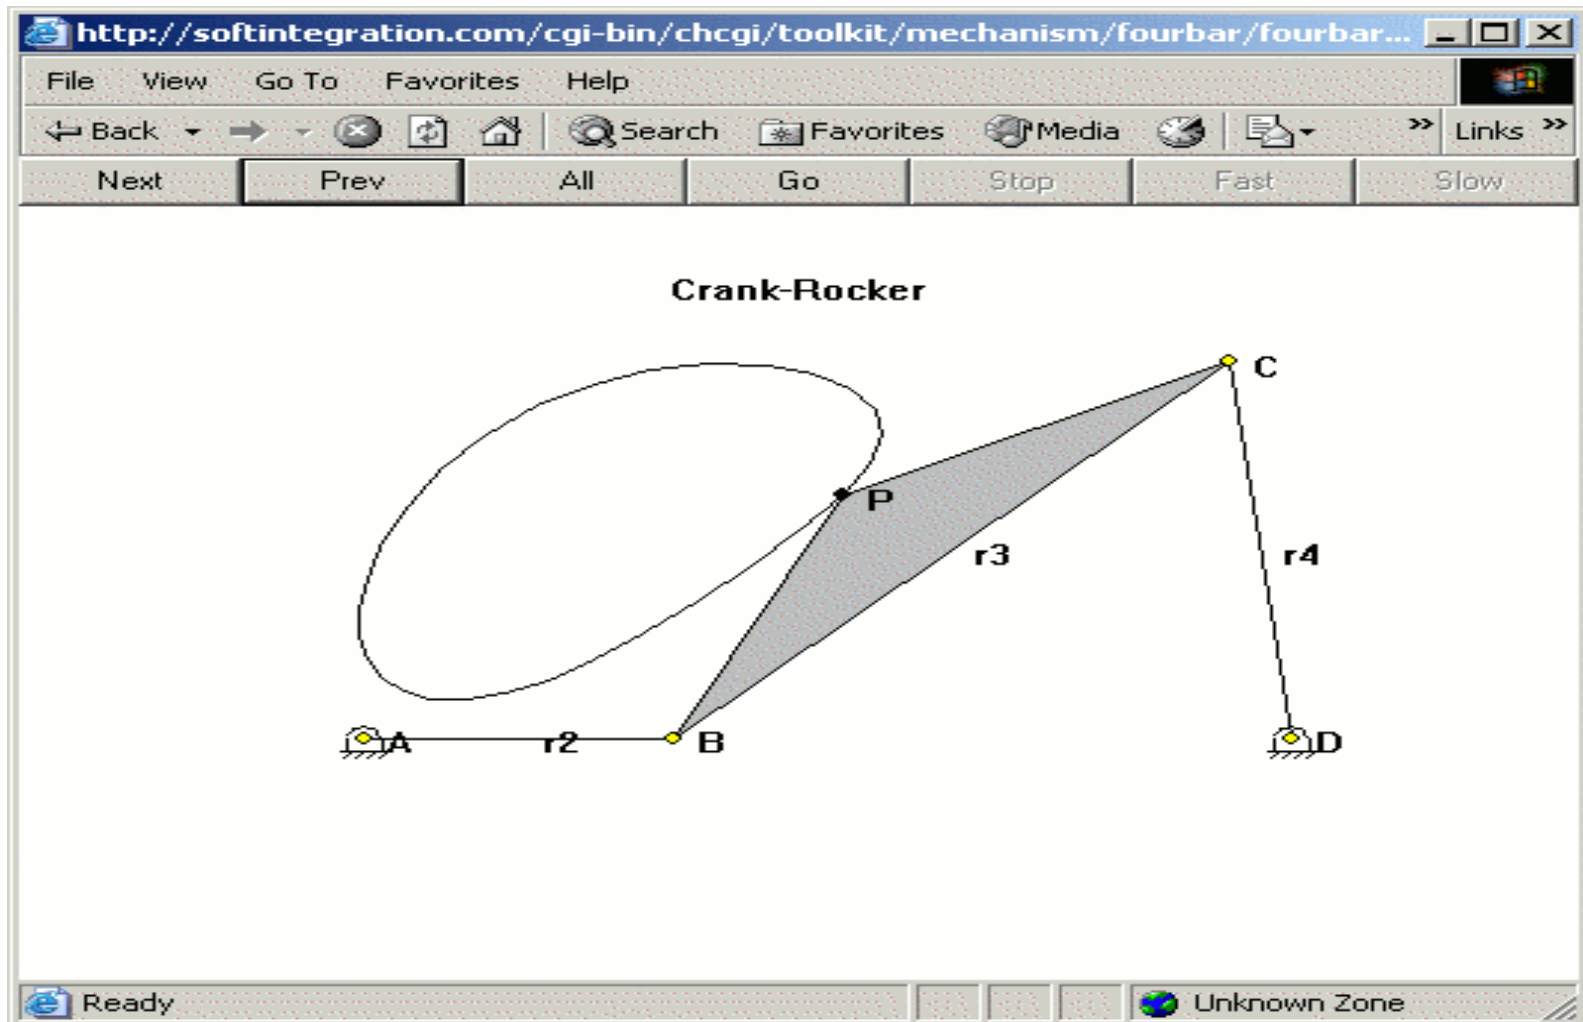 http://softintegration.com/cgi-bin/chcgi/toolkit/mechanism/fourbar/fourbar...
File View Go To Favorites Help
Back Search Favorites Media >> Links >>
Next Prev All Go Stop Fast Slow
Crank-Rocker
C
P
r3 r4
A r2 B D
Ready Unknown Zone